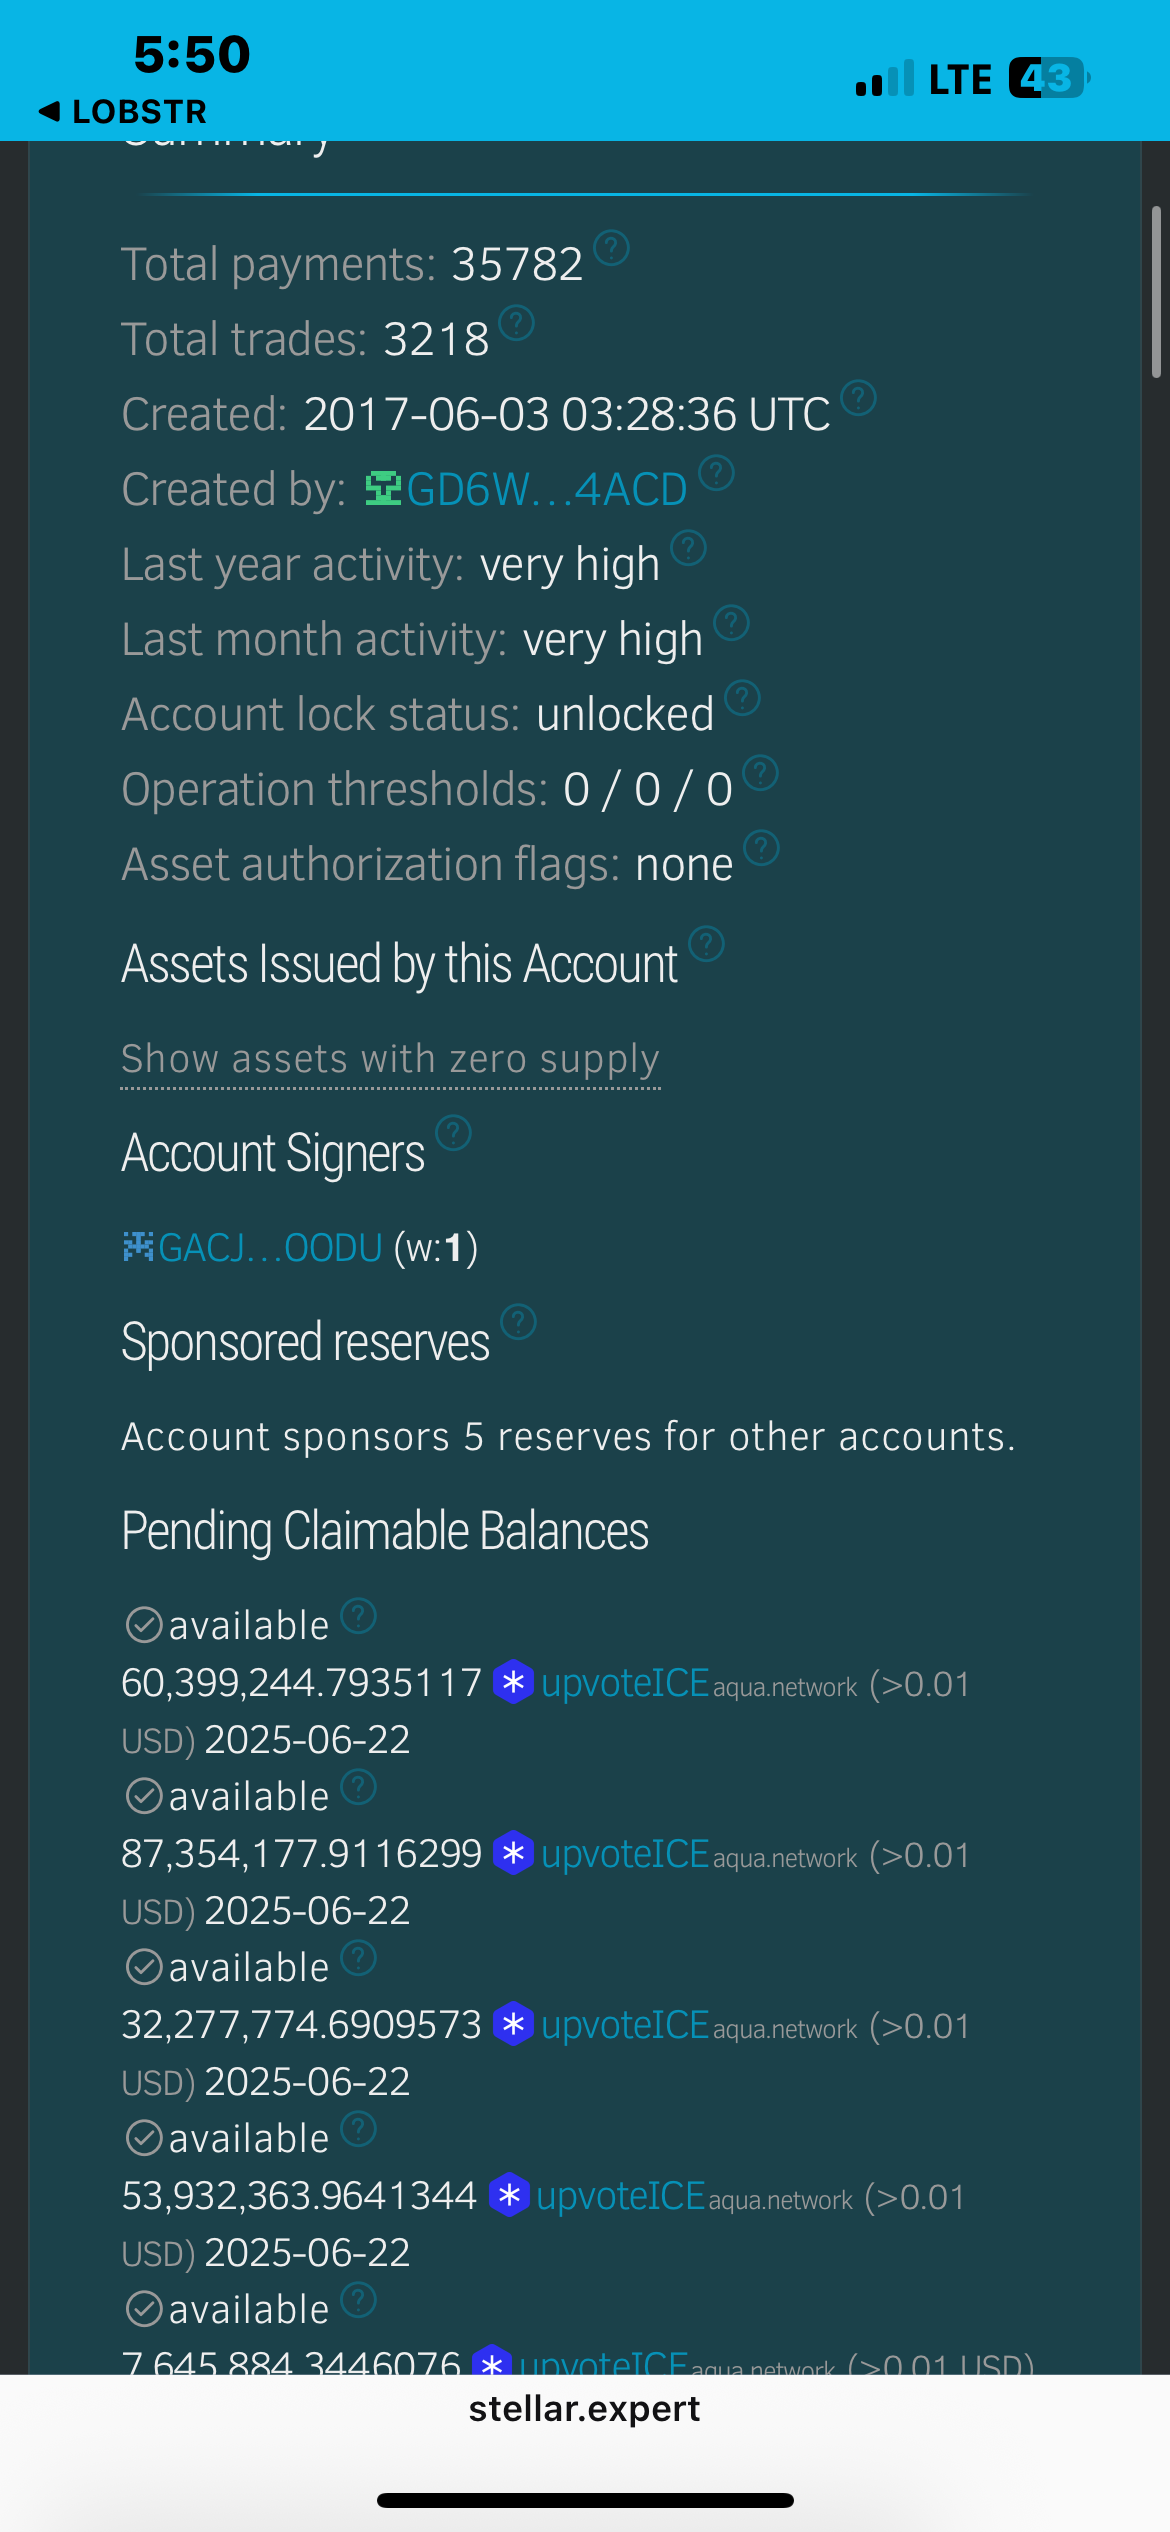 5:50
LTE 43
◀ LOBSTR
Summary
Total payments: 35782 ?
Total trades: 3218 ?
Created: 2017-06-03 03:28:36 UTC ?
Created by: GD6W…4ACD ?
Last year activity: very high ?
Last month activity: very high ?
Account lock status: unlocked ?
Operation thresholds: 0 / 0 / 0 ?
Asset authorization flags: none ?
Assets Issued by this Account ?
Show assets with zero supply
Account Signers ?
GACJ…OODU (w:1)
Sponsored reserves ?
Account sponsors 5 reserves for other accounts.
Pending Claimable Balances
available ?
60,399,244.7935117 * upvoteICE aqua.network (>0.01
USD) 2025-06-22
available ?
87,354,177.9116299 * upvoteICE aqua.network (>0.01
USD) 2025-06-22
available ?
32,277,774.6909573 * upvoteICE aqua.network (>0.01
USD) 2025-06-22
available ?
53,932,363.9641344 * upvoteICE aqua.network (>0.01
USD) 2025-06-22
available ?
7,645,884.3446076 * upvoteICE aqua.network (>0.01 USD)
stellar.expert